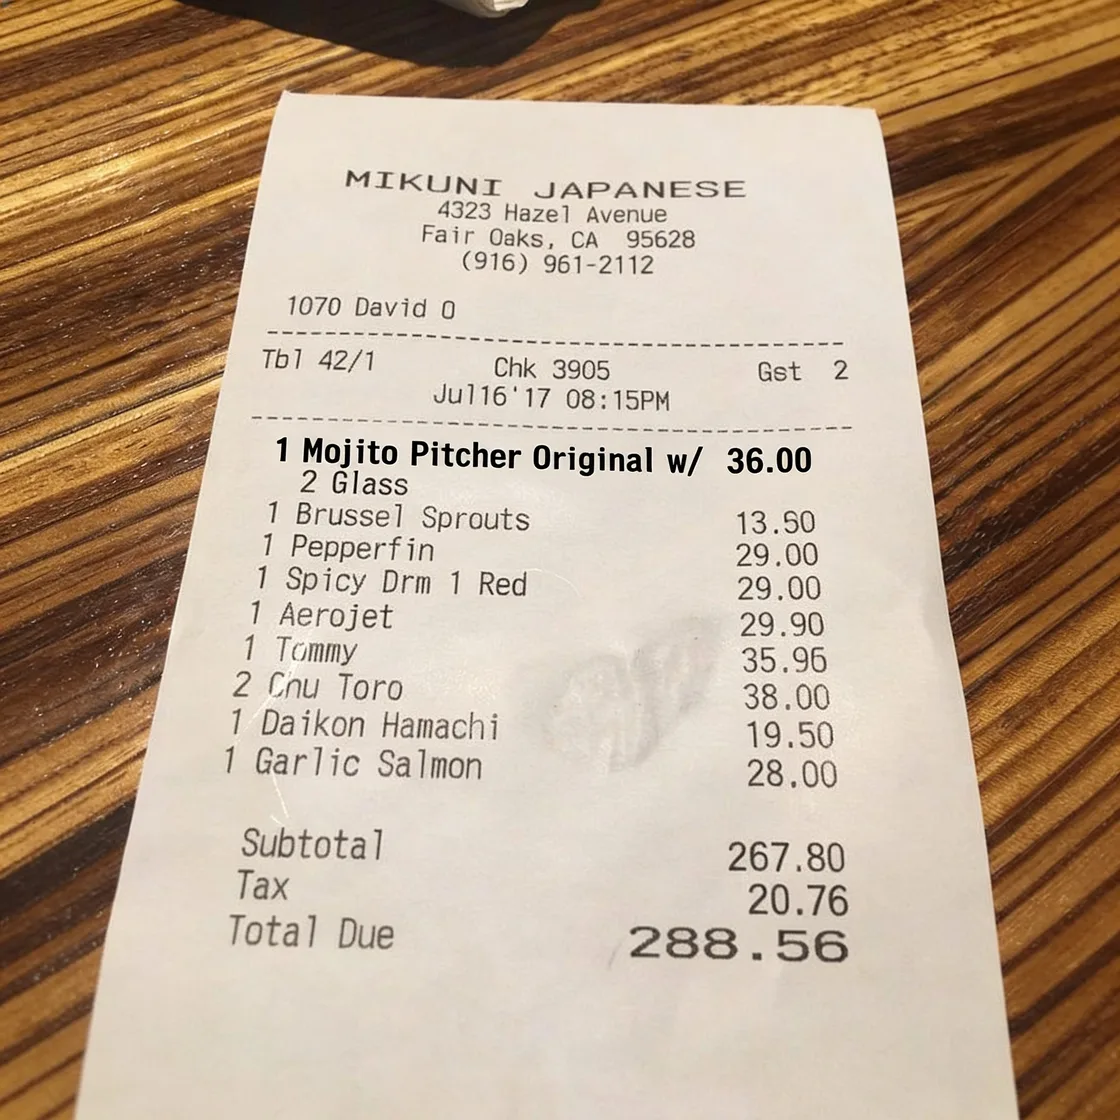 MIKUNI JAPANESE
4323 Hazel Avenue
Fair Oaks, CA 95628
(916) 961-2112
1070 David O
Tbl 42/1 Chk 3905 Gst 2
Jul16'17 08:15PM
1 Mojito Pitcher Original w/ 36.00
2 Glass
1 Brussel Sprouts 13.50
1 Pepperfin 29.00
1 Spicy Drm 1 Red 29.00
1 Aerojet 29.90
1 Tommy 35.96
2 Chu Toro 38.00
1 Daikon Hamachi 19.50
1 Garlic Salmon 28.00
Subtotal 267.80
Tax 20.76
Total Due 288.56